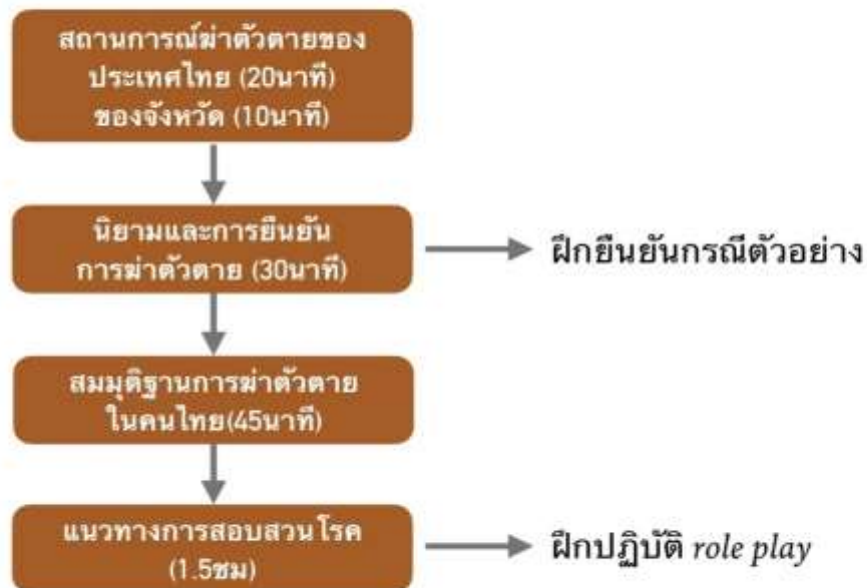 สถานการณ์ฆ่าตัวตายของ
ประเทศไทย (20นาที)
ของจังหวัด (10นาที)
นิยามและการยืนยัน
การฆ่าตัวตาย (30นาที)
ฝึกยืนยันกรณีตัวอย่าง
สมมุติฐานการฆ่าตัวตาย
ในคนไทย(45นาที)
แนวทางการสอบสวนโรค
(1.5ชม)
ฝึกปฏิบัติ role play